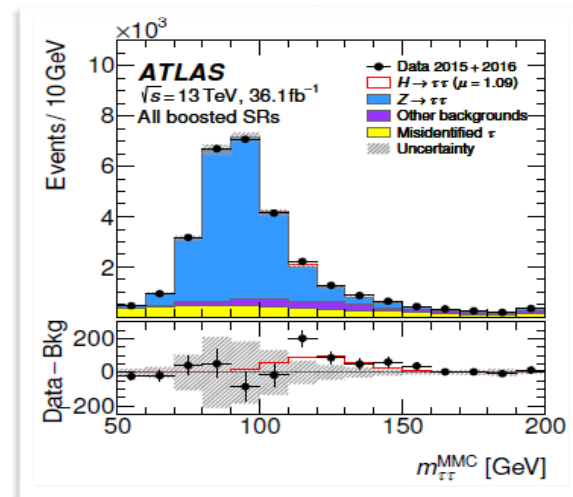 ×10³
Events / 10 GeV
10
8
6
4
2
ATLAS
√s = 13 TeV, 36.1 fb⁻¹
All boosted SRs
Data 2015 + 2016
H → ττ (μ = 1.09)
Z → ττ
Other backgrounds
Misidentified τ
Uncertainty
Data − Bkg
200
0
−200
50
100
150
200
m_ττ^MMC [GeV]